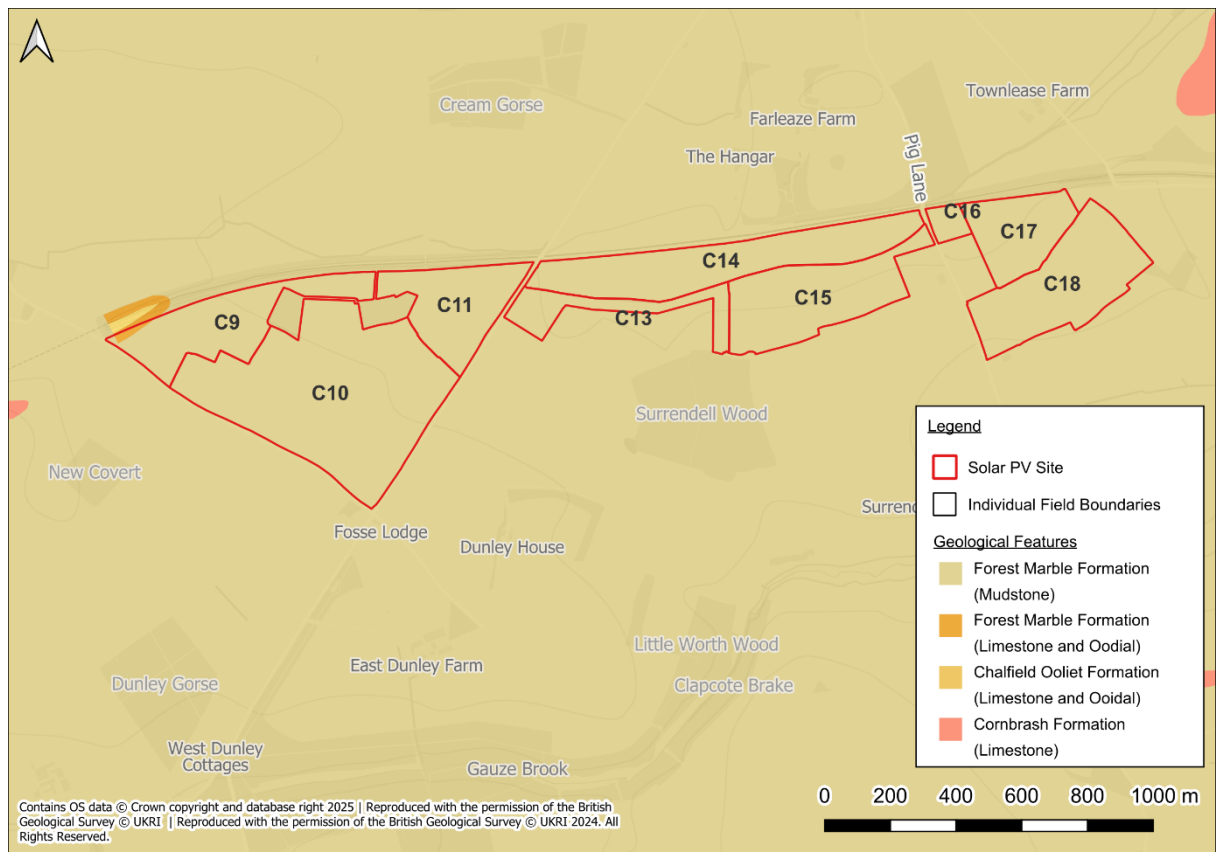 Cream Gorse
Townlease Farm
Farleaze Farm
The Hangar
Pig Lane
C16
C17
C14
C18
C15
C11
C13
C9
C10
Surrendell Wood
New Covert
Surrend
Fosse Lodge
Dunley House
Little Worth Wood
East Dunley Farm
Clapcote Brake
Dunley Gorse
West Dunley
Cottages
Gauze Brook
Legend
Solar PV Site
Individual Field Boundaries
Geological Features
Forest Marble Formation
(Mudstone)
Forest Marble Formation
(Limestone and Oodial)
Chalfield Ooliet Formation
(Limestone and Ooidal)
Cornbrash Formation
(Limestone)
0 200 400 600 800 1000 m
Contains OS data © Crown copyright and database right 2025 | Reproduced with the permission of the British
Geological Survey © UKRI | Reproduced with the permission of the British Geological Survey © UKRI 2024. All
Rights Reserved.